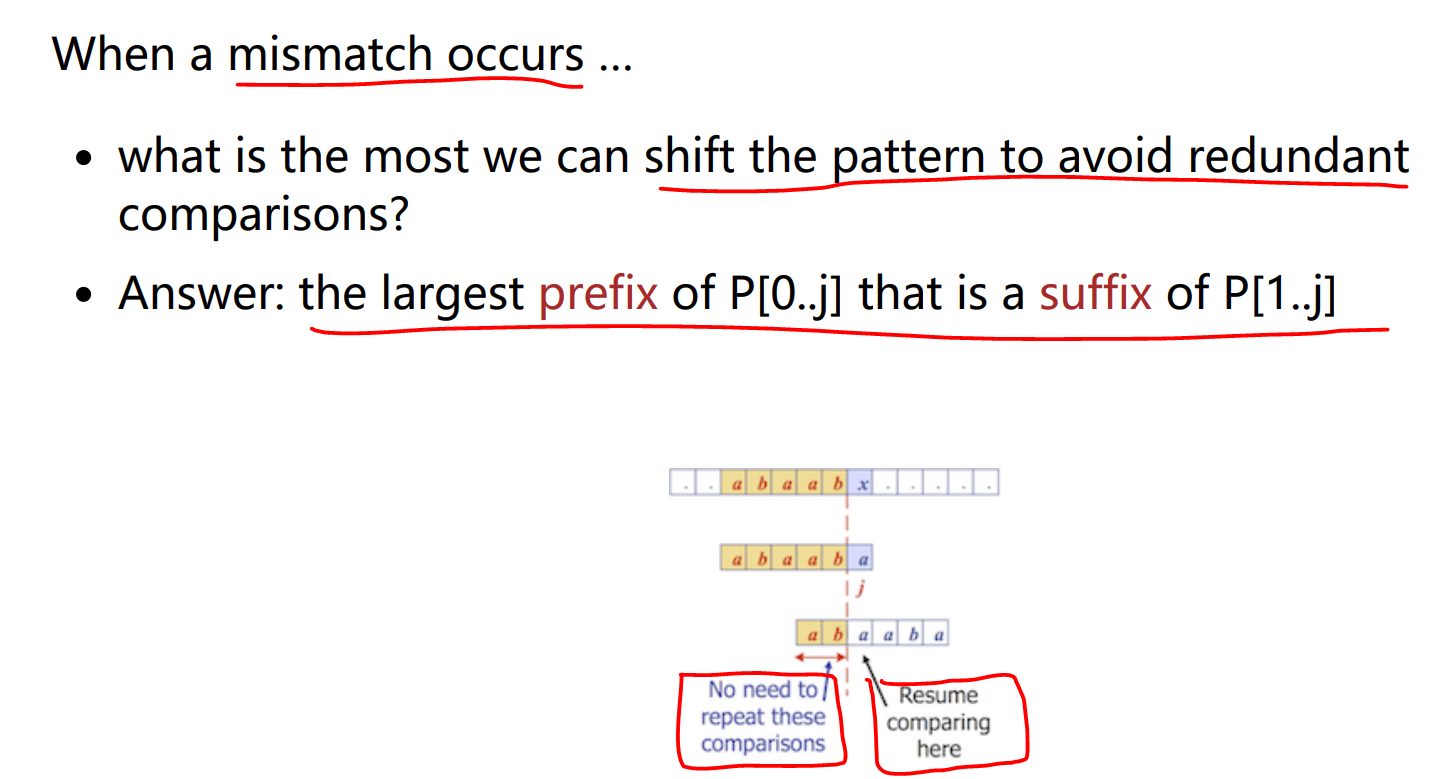 When a mismatch occurs ...
• what is the most we can shift the pattern to avoid redundant
comparisons?
• Answer: the largest prefix of P[0..j] that is a suffix of P[1..j]
. . a b a a b x . . . . .
a b a a b a
j
a b a a b a
No need to
repeat these
comparisons
Resume
comparing
here